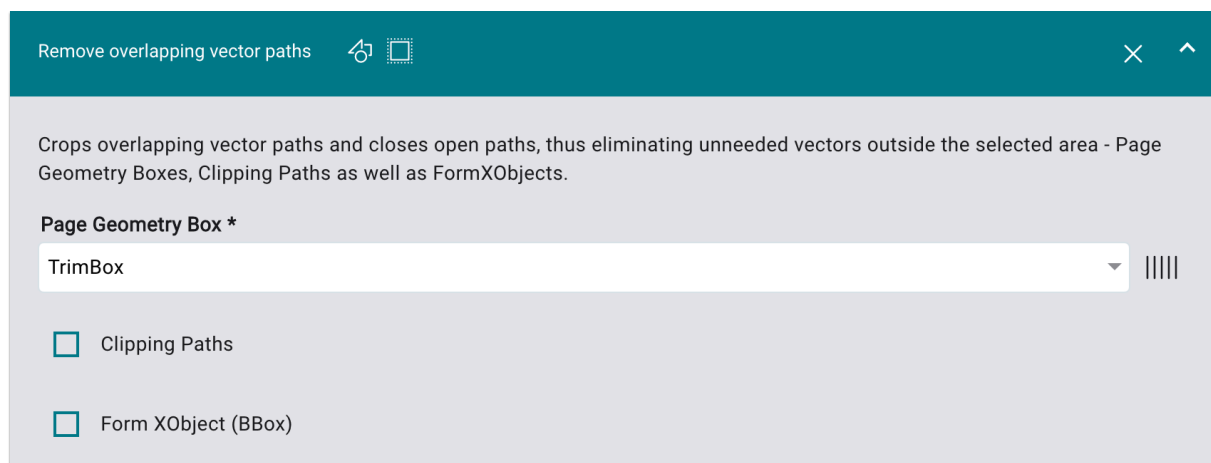 Remove overlapping vector paths
Crops overlapping vector paths and closes open paths, thus eliminating unneeded vectors outside the selected area - Page
Geometry Boxes, Clipping Paths as well as FormXObjects.
Page Geometry Box *
TrimBox
Clipping Paths
Form XObject (BBox)